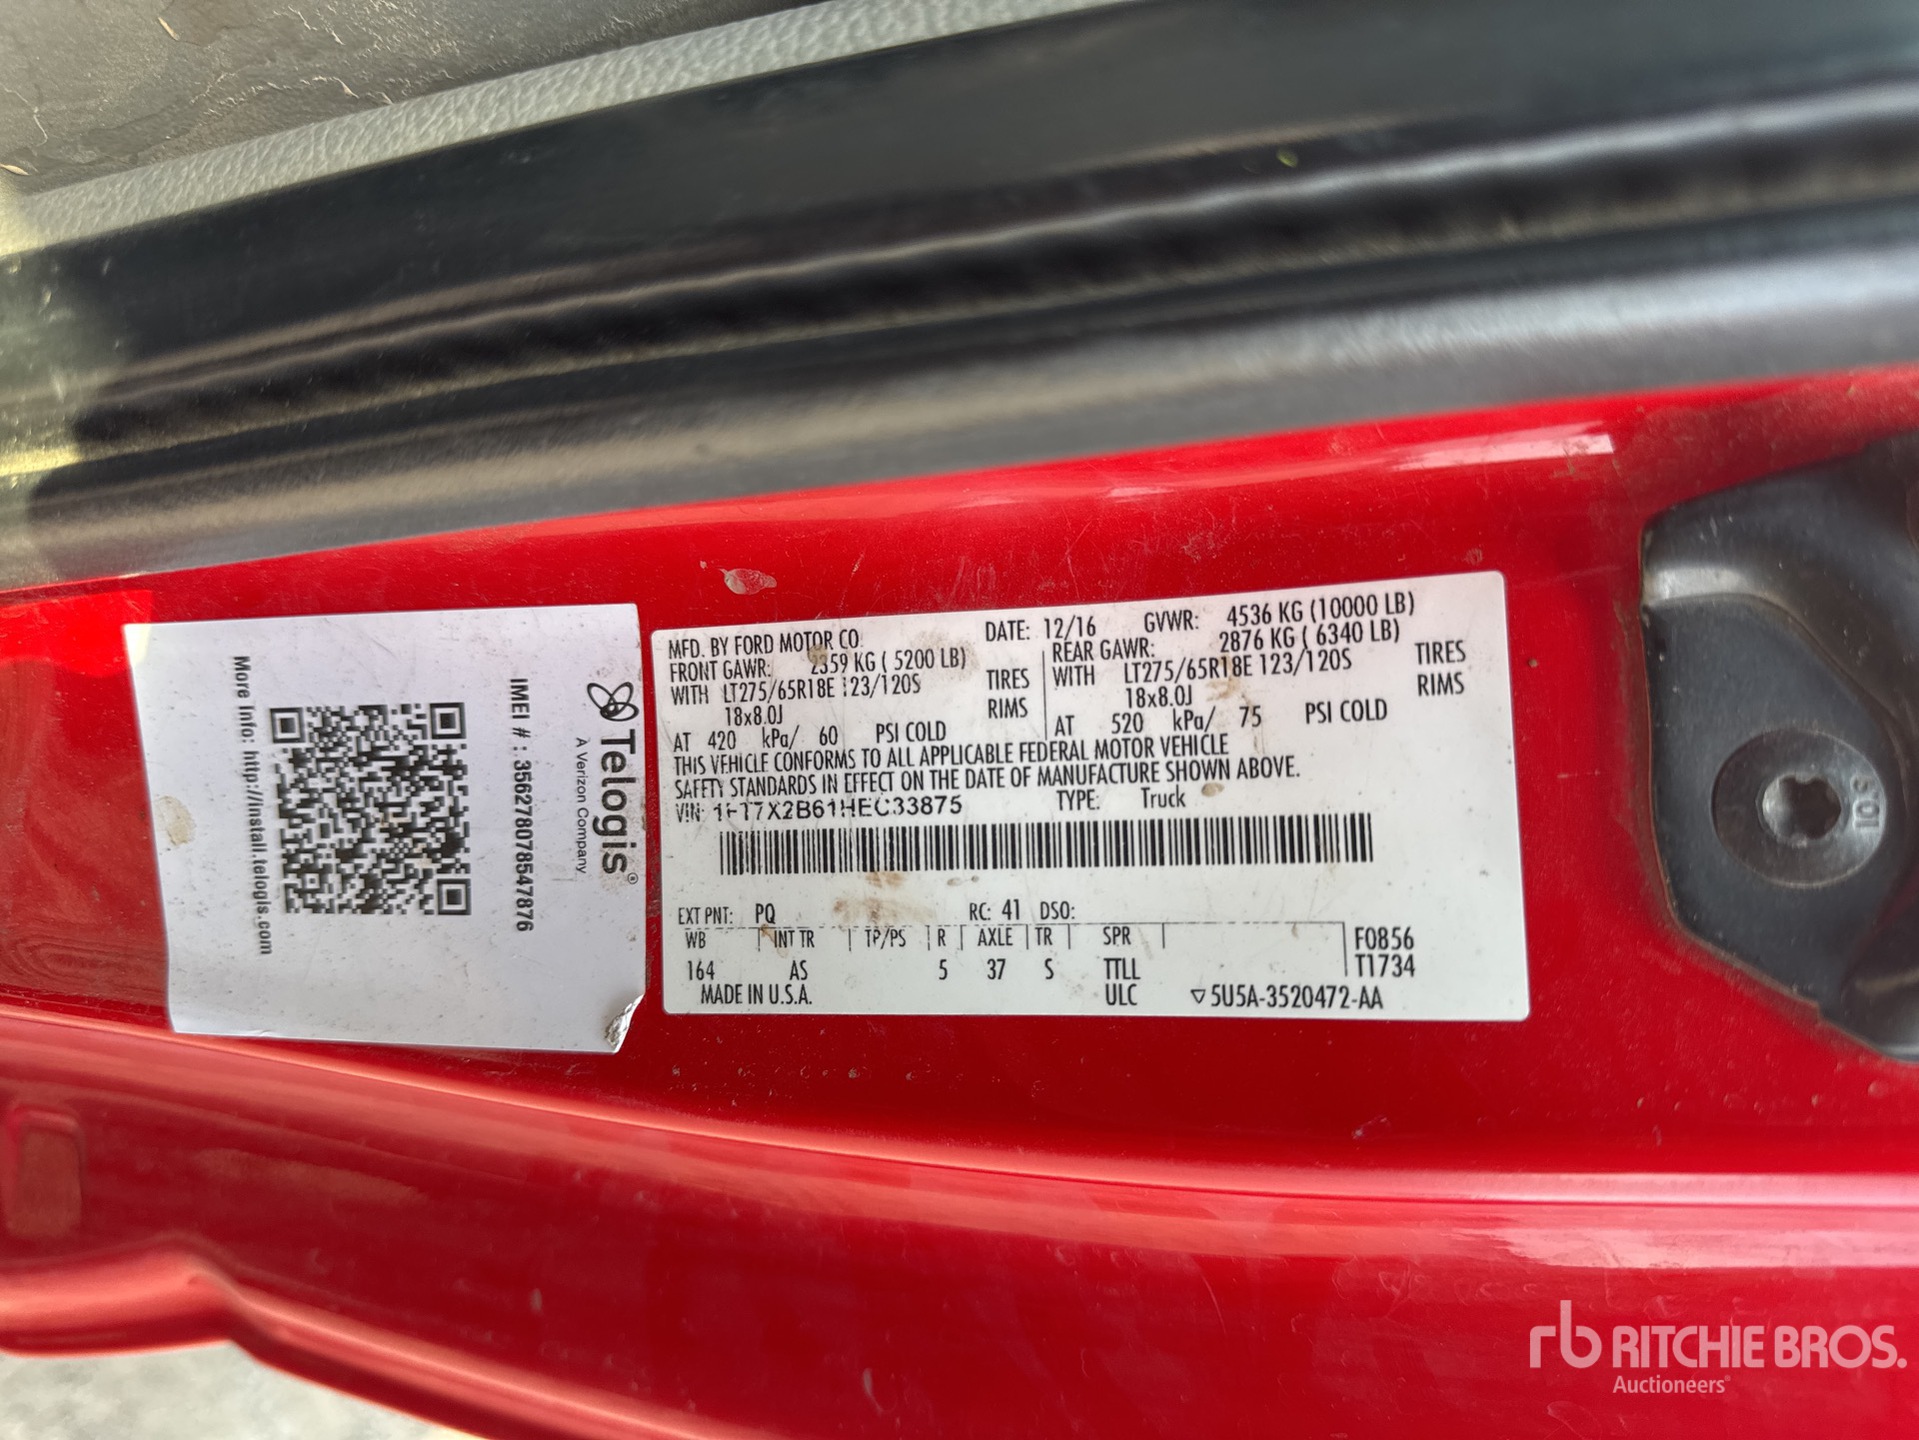 Telogis®
A Verizon Company
IMEI # : 356278078547876
More Info: http://install.telogis.com
MFD. BY FORD MOTOR CO. DATE: 12/16 GVWR: 4536 KG (10000 LB)
FRONT GAWR: 2359 KG ( 5200 LB) REAR GAWR: 2876 KG ( 6340 LB)
WITH LT275/65R18E 123/120S TIRES WITH LT275/65R18E 123/120S TIRES
18x8.0J RIMS 18x8.0J RIMS
AT 420 kPa/ 60 PSI COLD AT 520 kPa/ 75 PSI COLD
THIS VEHICLE CONFORMS TO ALL APPLICABLE FEDERAL MOTOR VEHICLE
SAFETY STANDARDS IN EFFECT ON THE DATE OF MANUFACTURE SHOWN ABOVE.
VIN: 1FT7X2B61HEC33875 TYPE: Truck
EXT PNT: PQ RC: 41 DSO:
WB INT TR TP/PS R AXLE TR SPR F0856
164 AS 5 37 S TTLL T1734
MADE IN U.S.A. ULC ▽5U5A-3520472-AA
rb RITCHIE BROS.
Auctioneers®